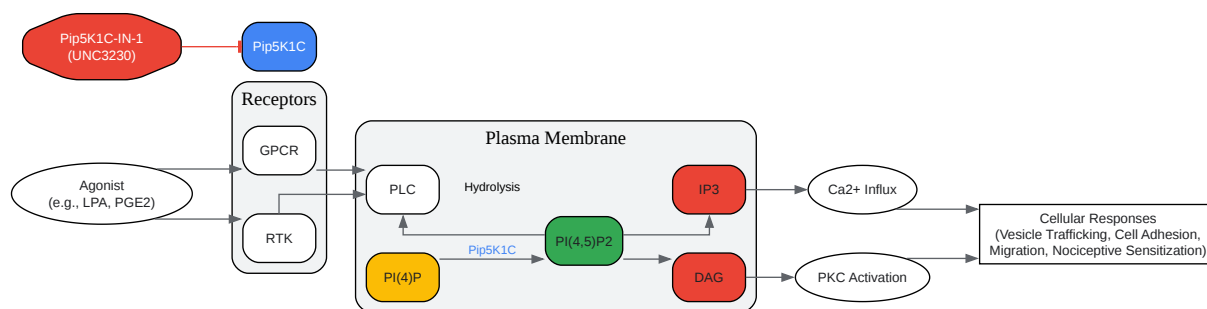 Pip5K1C-IN-1
(UNC3230)
Pip5K1C
Receptors
GPCR
RTK
Agonist
(e.g., LPA, PGE2)
Plasma Membrane
PLC
Hydrolysis
IP3
PI(4,5)P2
Pip5K1C
PI(4)P
DAG
Ca2+ Influx
PKC Activation
Cellular Responses
(Vesicle Trafficking, Cell Adhesion,
Migration, Nociceptive Sensitization)